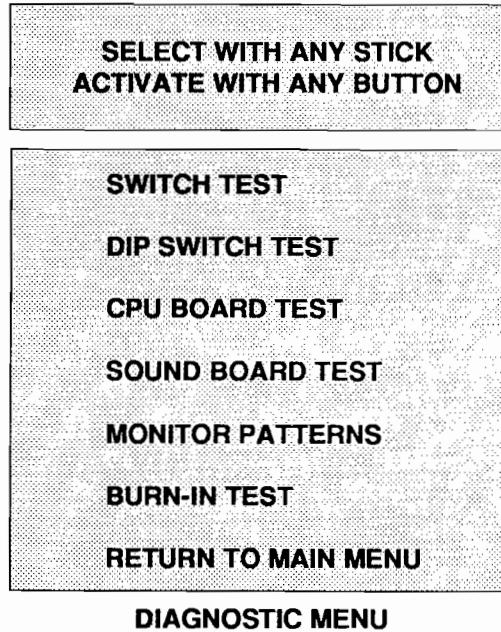 SELECT WITH ANY STICK
ACTIVATE WITH ANY BUTTON
SWITCH TEST
DIP SWITCH TEST
CPU BOARD TEST
SOUND BOARD TEST
MONITOR PATTERNS
BURN-IN TEST
RETURN TO MAIN MENU
DIAGNOSTIC MENU